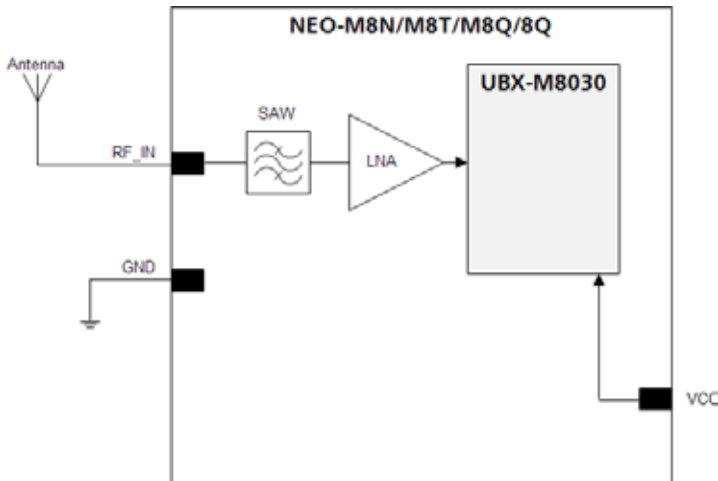 NEO-M8N/M8T/M8Q/8Q
Antenna
UBX-M8030
SAW
RF_IN
LNA
GND
VCC